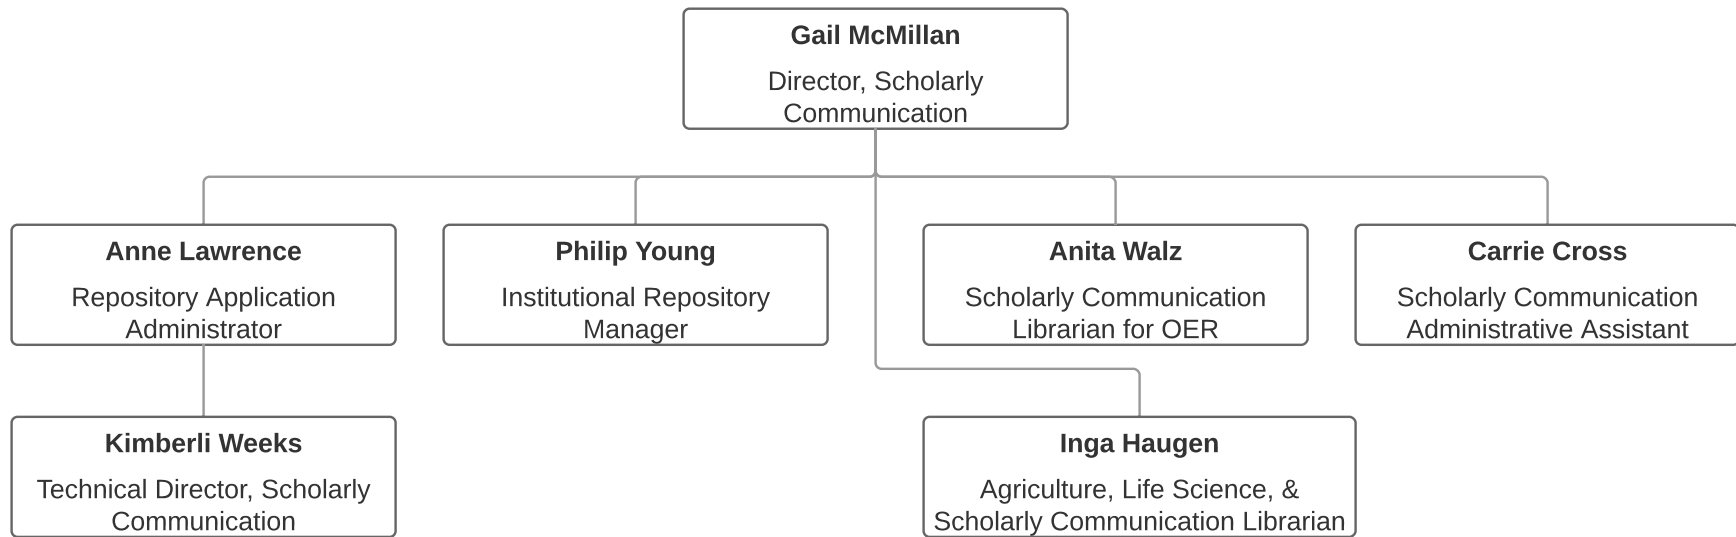 Gail McMillan
Director, Scholarly
Communication
Anne Lawrence
Repository Application
Administrator
Philip Young
Institutional Repository
Manager
Anita Walz
Scholarly Communication
Librarian for OER
Carrie Cross
Scholarly Communication
Administrative Assistant
Kimberli Weeks
Technical Director, Scholarly
Communication
Inga Haugen
Agriculture, Life Science, &
Scholarly Communication Librarian